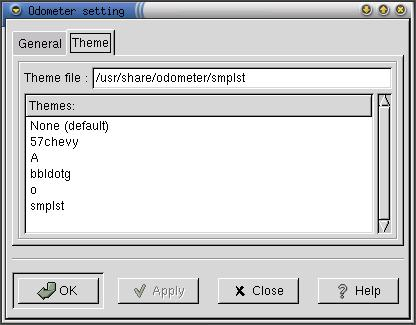 Odometer setting
General Theme
Theme file : /usr/share/odometer/smplst
Themes:
None (default)
57chevy
A
bbldotg
o
smplst
OK Apply Close Help